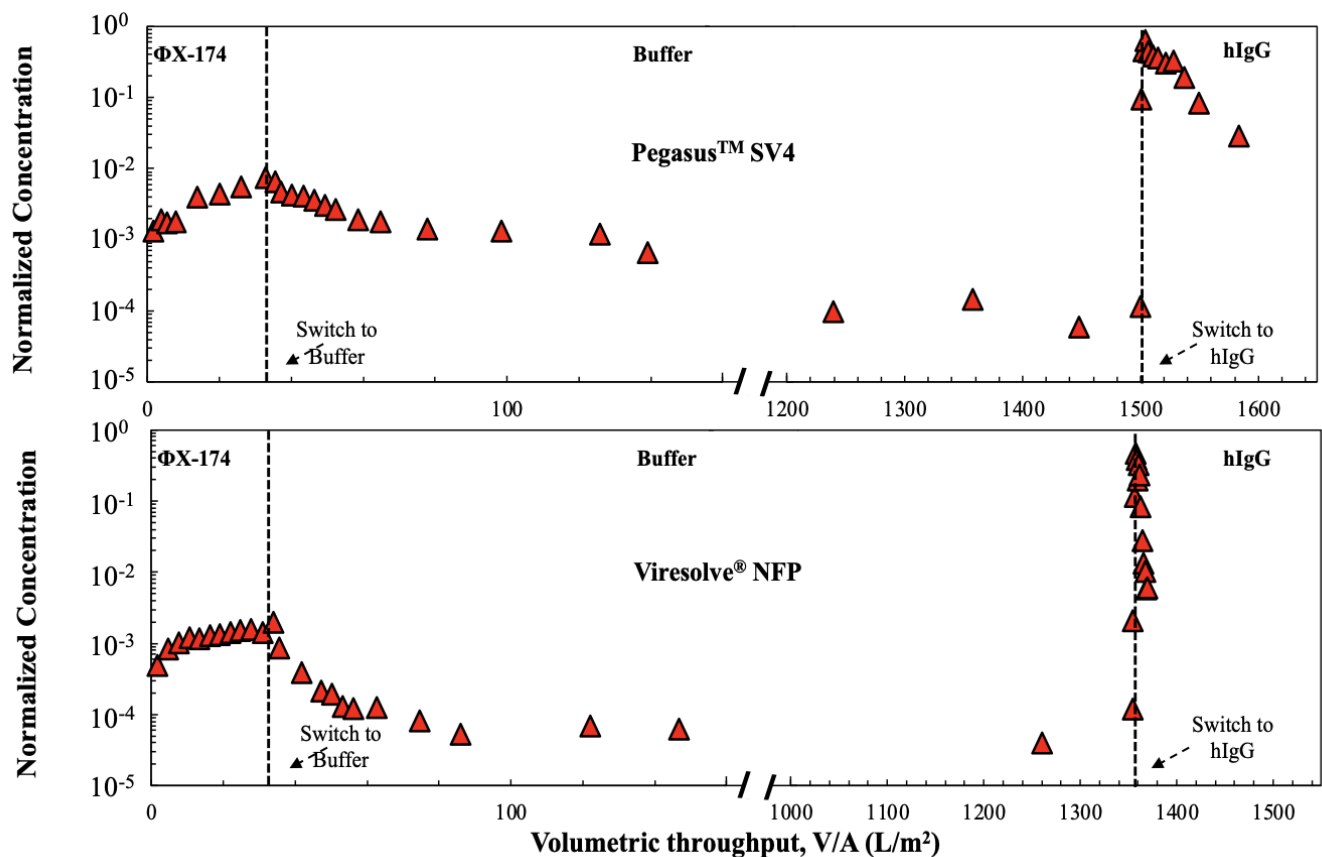 Normalized Concentration
10⁰
10⁻¹
10⁻²
10⁻³
10⁻⁴
10⁻⁵
ΦX-174
Buffer
hIgG
Pegasus™ SV4
Switch to
Buffer
Switch to
hIgG
0
100
1200
1300
1400
1500
1600
Normalized Concentration
10⁰
10⁻¹
10⁻²
10⁻³
10⁻⁴
10⁻⁵
ΦX-174
Buffer
hIgG
Viresolve® NFP
Switch to
Buffer
Switch to
hIgG
0
100
1000
1100
1200
1300
1400
1500
Volumetric throughput, V/A (L/m²)